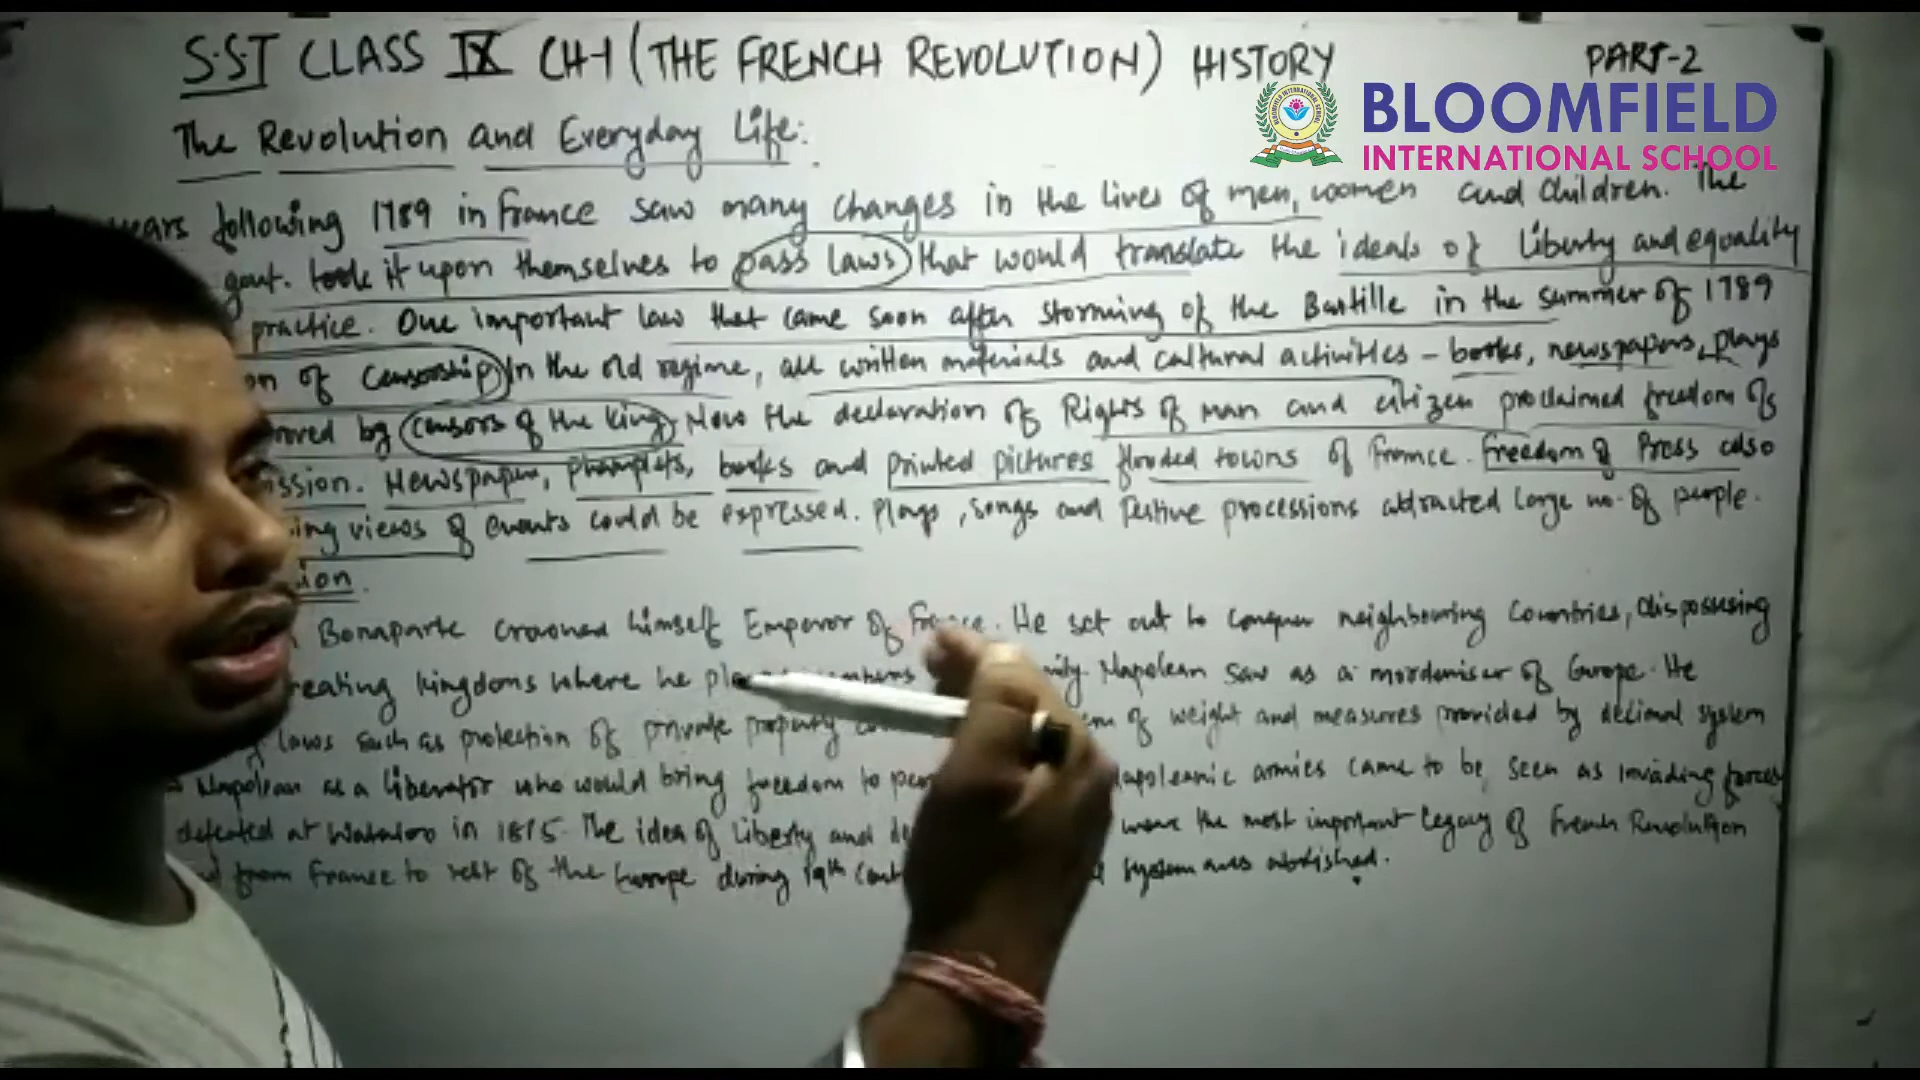 S.ST CLASS IX CH-1 (THE FRENCH REVOLUTION) HISTORY PART-2
BLOOMFIELD
INTERNATIONAL SCHOOL
The Revolution and Everyday Life:
years following 1789 in France saw many changes in the lives of men, women and children. The
govt. took it upon themselves to pass laws that would translate the ideals of liberty and equality
practice. One important law that came soon after storming of the Bastille in the summer of 1789
on of Censorship In the old regime, all written materials and cultural activities - books, newspapers, plays
roved by censors of the king. Now the declaration of Rights of man and citizen proclaimed freedom of
ission. Newspaper, phamplets, books and printed pictures flooded towns of France. freedom of Press also
ing views of events could be expressed. Plays, songs and festive processions attracted large no. of people.
ion.
Bonaparte crowned himself Emperor of France. He set out to conquer neighbouring Countries, dispossesing
reating kingdoms where he Napolean saw as a mordeniser of Europe. He
laws such as protection of private property of weight and measures provided by decimal system
Napolean as a liberator who would bring freedom to armies came to be seen as invading forces
defeated at Waterloo in 1815. The idea of liberty and were the most important legacy of French Revolution
from France to rest of the Europe during 19th system was abolished.